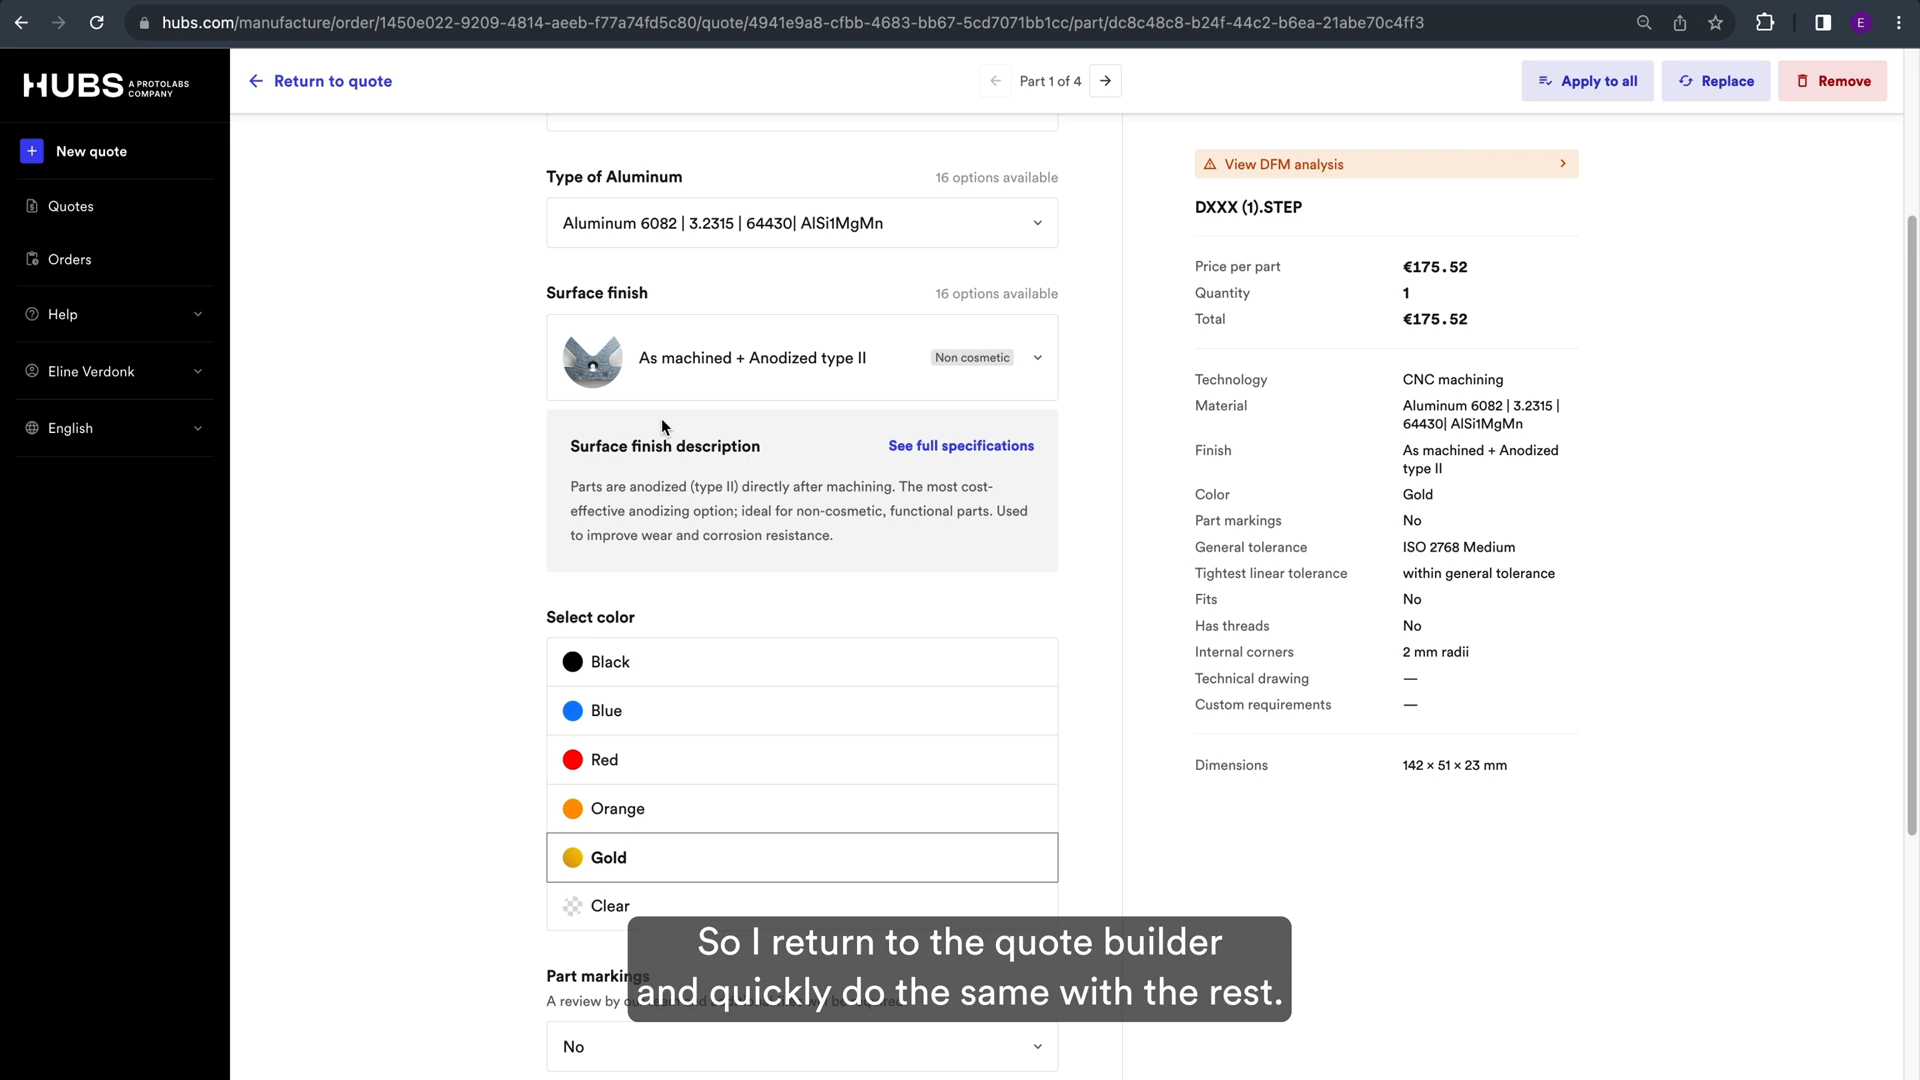 hubs.com/manufacture/order/1450e022-9209-4814-aeeb-f77a74fd5c80/quote/4941e9a8-cfbb-4683-bb67-5cd7071bb1cc/part/dc8c48c8-b24f-44c2-b6ea-21abe70c4ff3
E
HUBS A PROTOLABS COMPANY
New quote
Quotes
Orders
Help
Eline Verdonk
English
Return to quote
Part 1 of 4
Apply to all
Replace
Remove
Type of Aluminum
16 options available
Aluminum 6082 | 3.2315 | 64430| AlSi1MgMn
Surface finish
16 options available
As machined + Anodized type II
Non cosmetic
Surface finish description
See full specifications
Parts are anodized (type II) directly after machining. The most cost-
effective anodizing option; ideal for non-cosmetic, functional parts. Used
to improve wear and corrosion resistance.
Select color
Black
Blue
Red
Orange
Gold
Clear
Part markings
A review by
No
View DFM analysis
DXXX (1).STEP
Price per part €175.52
Quantity 1
Total €175.52
Technology CNC machining
Material Aluminum 6082 | 3.2315 |
64430| AlSi1MgMn
Finish As machined + Anodized
type II
Color Gold
Part markings No
General tolerance ISO 2768 Medium
Tightest linear tolerance within general tolerance
Fits No
Has threads No
Internal corners 2 mm radii
Technical drawing —
Custom requirements —
Dimensions 142 × 51 × 23 mm
So I return to the quote builder
and quickly do the same with the rest.